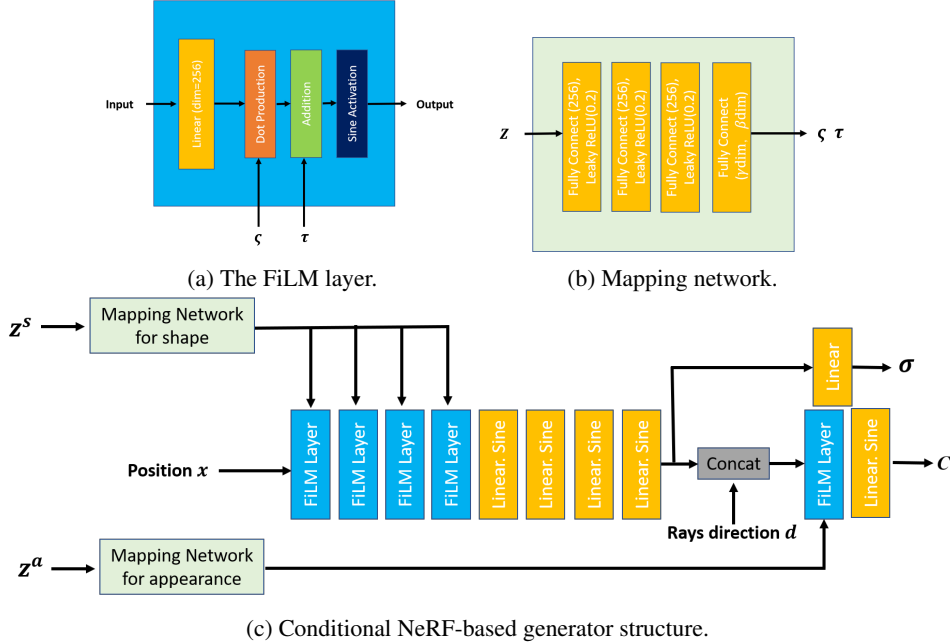 Input
Linear (dim=256)
Dot Production
Addition
Sine Activation
Output
ς
τ
(a) The FiLM layer.
z
Fully Connect (256),
Leaky ReLU(0.2)
Fully Connect (256),
Leaky ReLU(0.2)
Fully Connect (256),
Leaky ReLU(0.2)
Fully Connect
(γdim , βdim)
ς τ
(b) Mapping network.
z^s
Mapping Network
for shape
Linear
σ
Position x
FiLM Layer
FiLM Layer
FiLM Layer
FiLM Layer
Linear. Sine
Linear. Sine
Linear. Sine
Linear. Sine
Concat
FiLM Layer
Linear. Sine
C
Rays direction d
z^a
Mapping Network
for appearance
(c) Conditional NeRF-based generator structure.